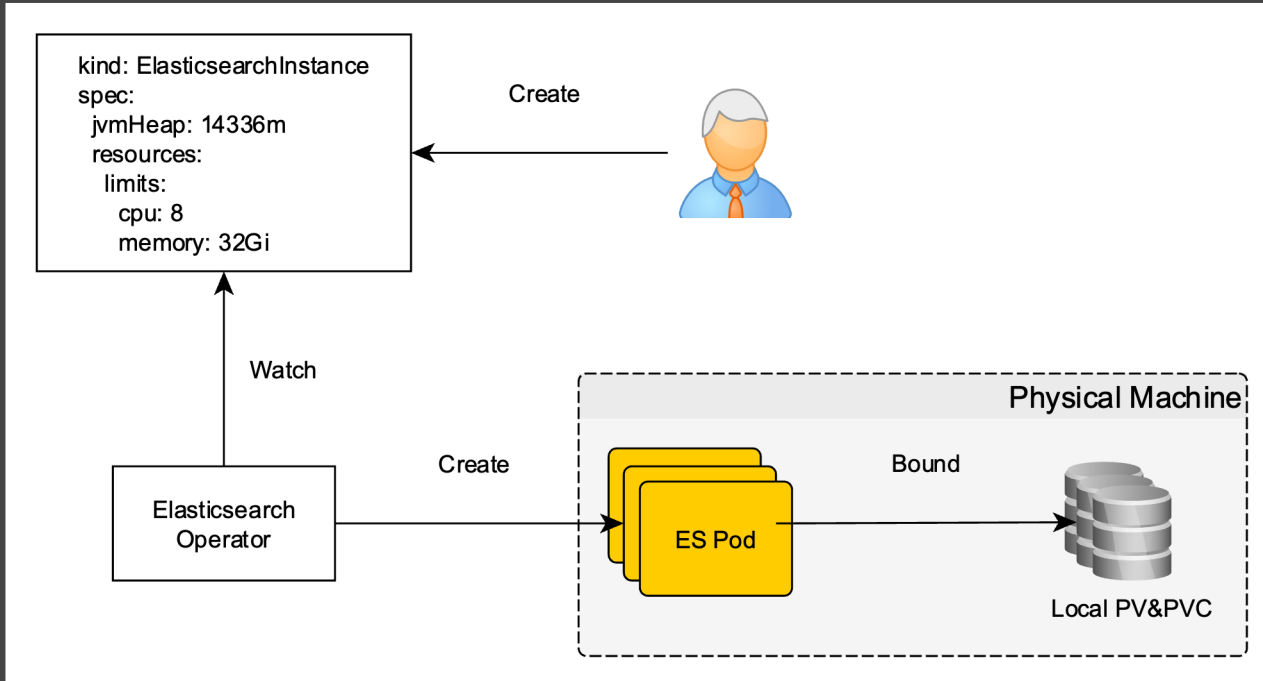 kind: ElasticsearchInstance
spec:
jvmHeap: 14336m
resources:
limits:
cpu: 8
memory: 32Gi
Create
Watch
Elasticsearch
Operator
Create
Physical Machine
ES Pod
Bound
Local PV&PVC